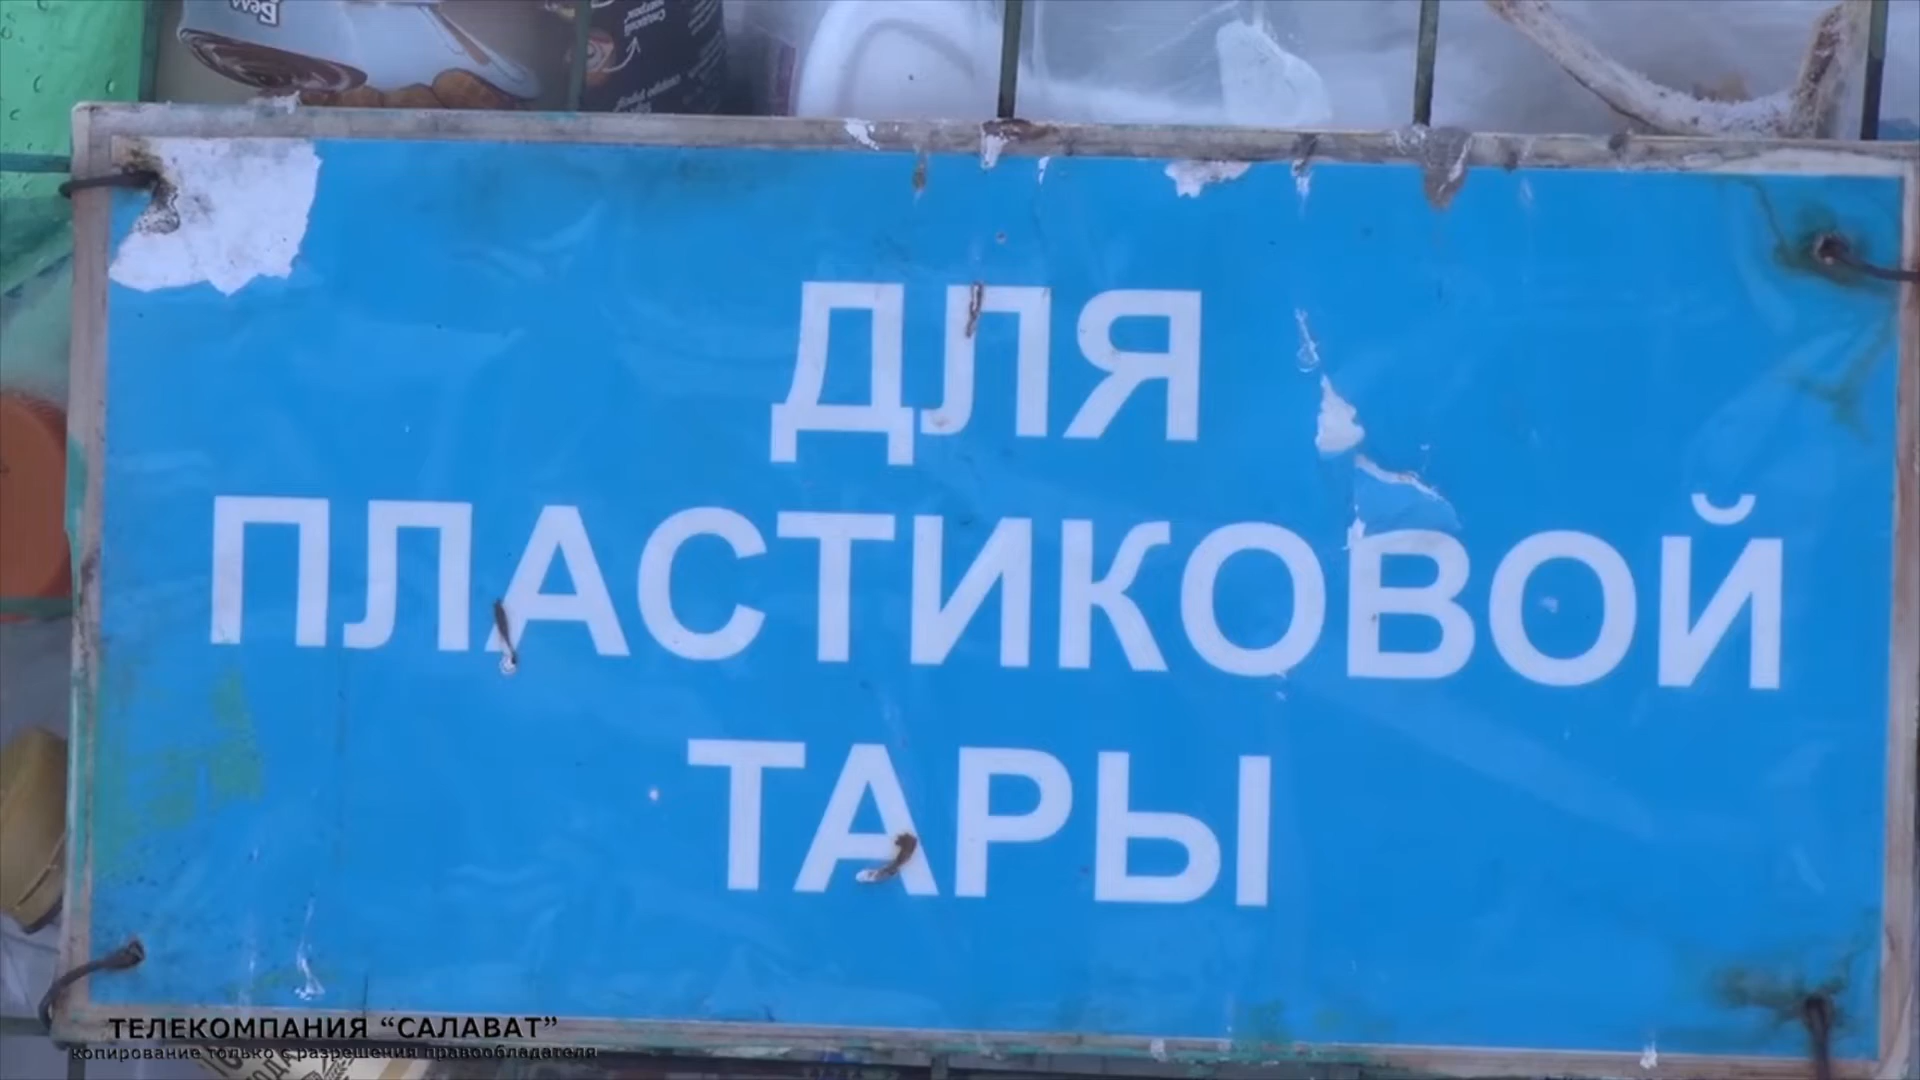 ДЛЯ
ПЛАСТИКОВОЙ
ТАРЫ
ТЕЛЕКОМПАНИЯ “САЛАВАТ”
копирование только с разрешения правообладателя